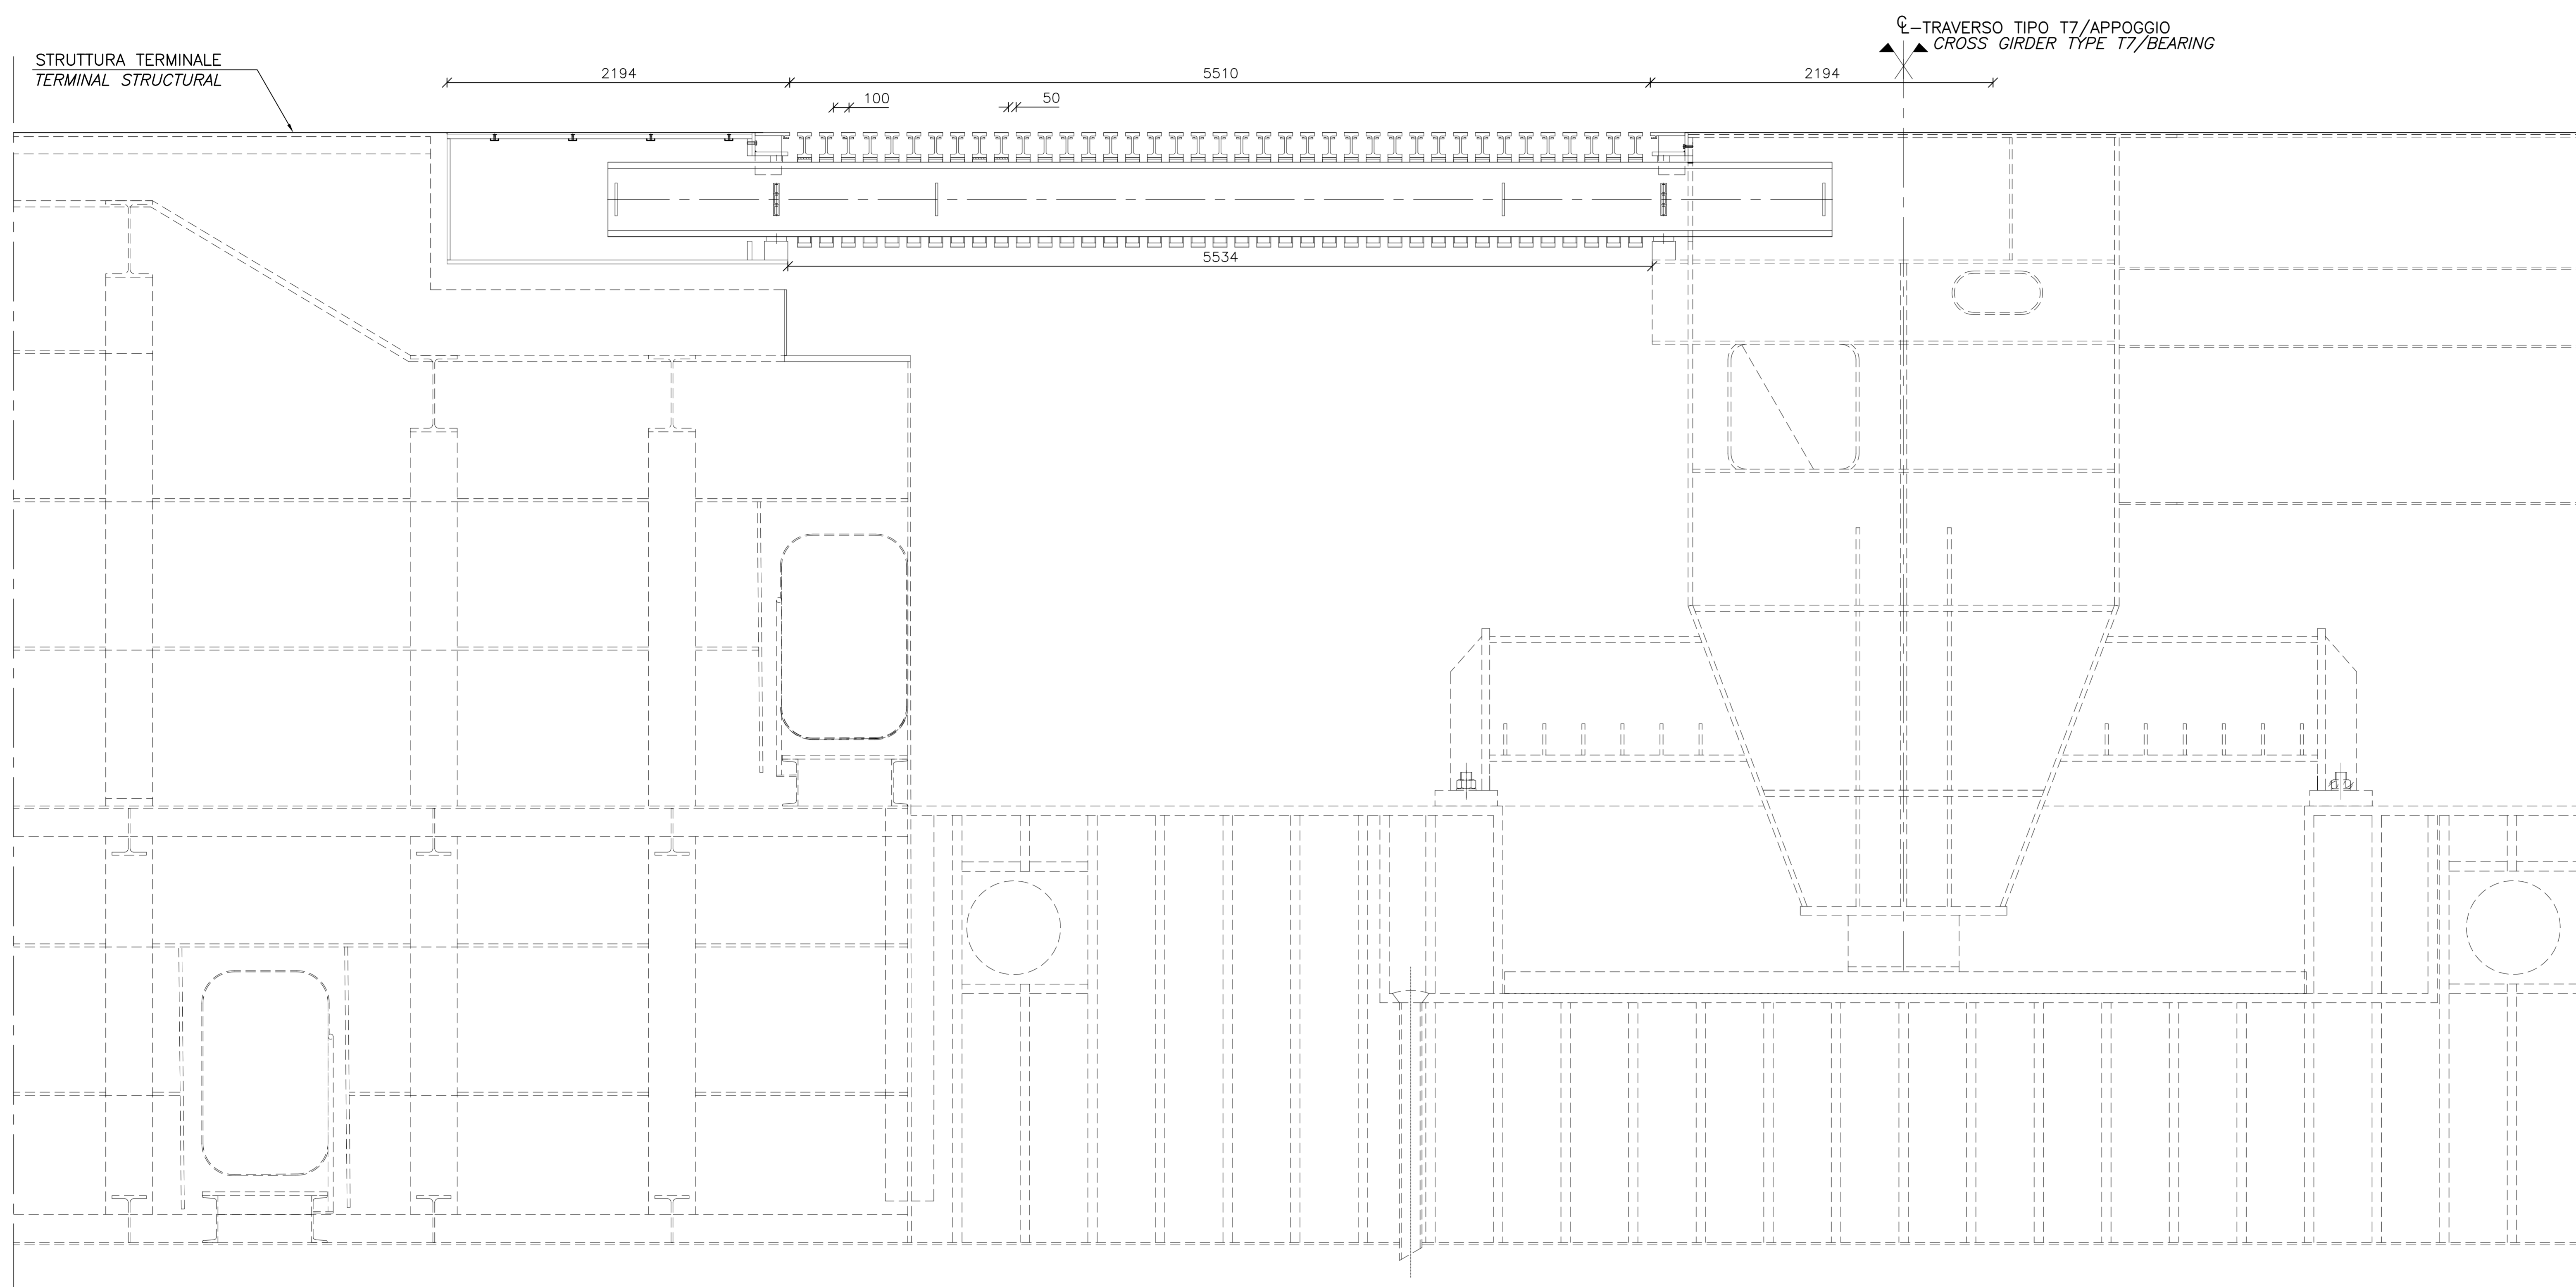 ℄-TRAVERSO TIPO T7/APPOGGIO
CROSS GIRDER TYPE T7/BEARING
STRUTTURA TERMINALE
TERMINAL STRUCTURAL
2194
5510
2194
100
50
5534